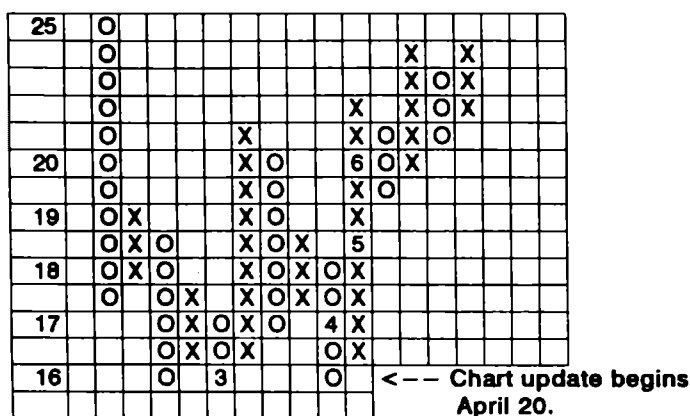 25 O
O X X
O X O X
O X X O X
O X X O X O
20 O X O 6 O X
O X O X O
19 O X X O X
O X O X O X 5
18 O X O X O X O X
O O X X O X O X
17 O X O X O 4 X
O X O X O X
16 O 3 O <-- Chart update begins
April 20.